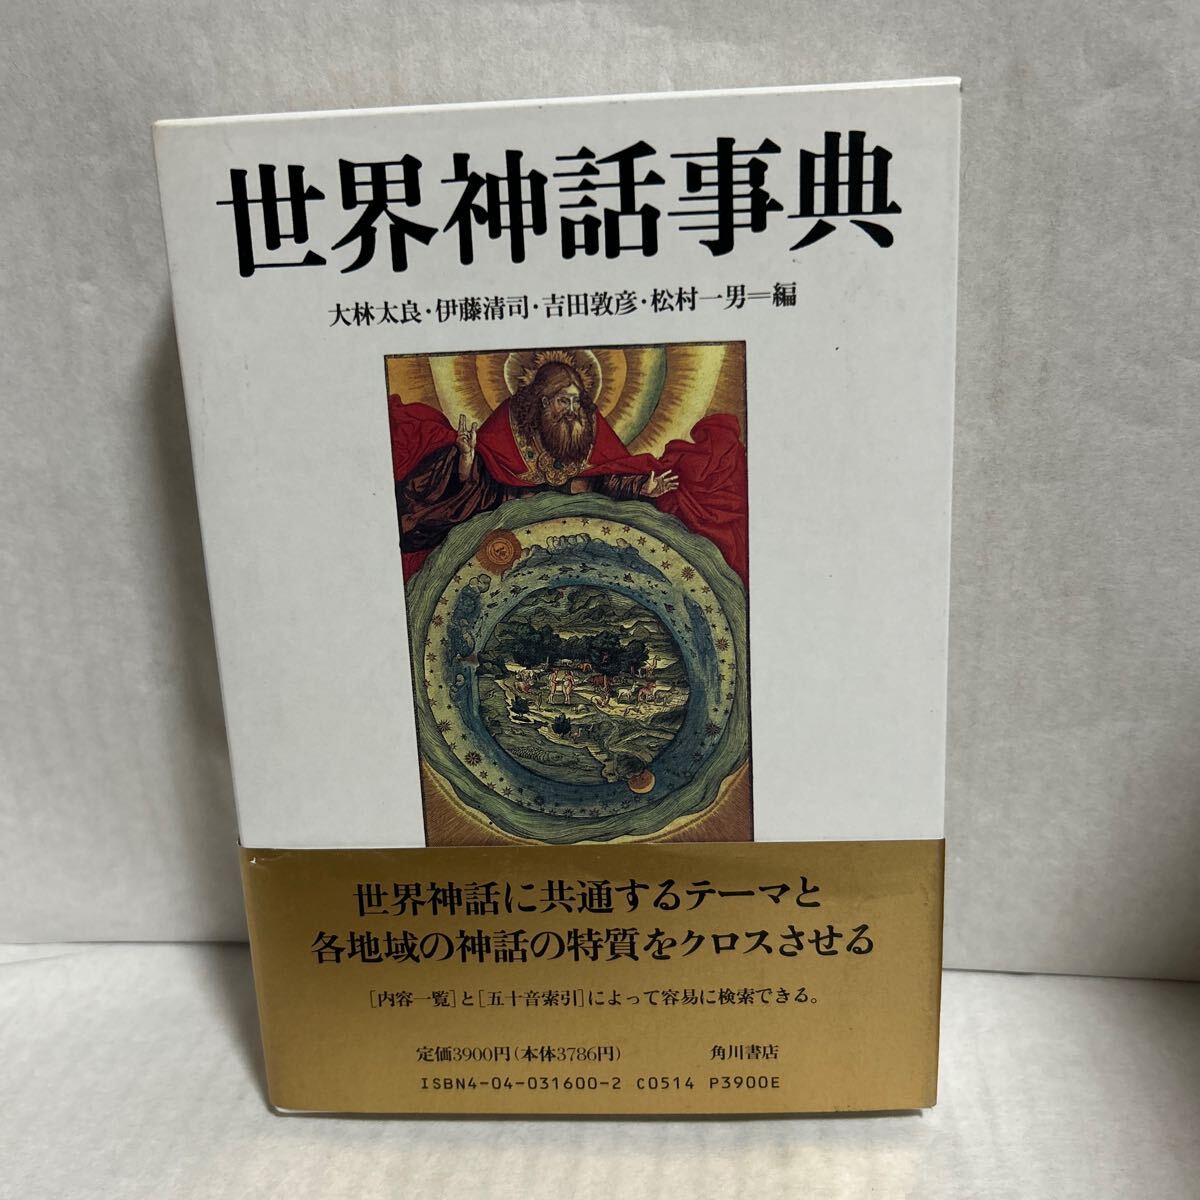 世界神話事典
大林太良・伊藤清司・吉田敦彦・松村一男＝編
世界神話に共通するテーマと
各地域の神話の特質をクロスさせる
［内容一覧］と［五十音索引］によって容易に検索できる。
定価3900円（本体3786円） 角川書店
ISBN4-04-031600-2 C0514 P3900E